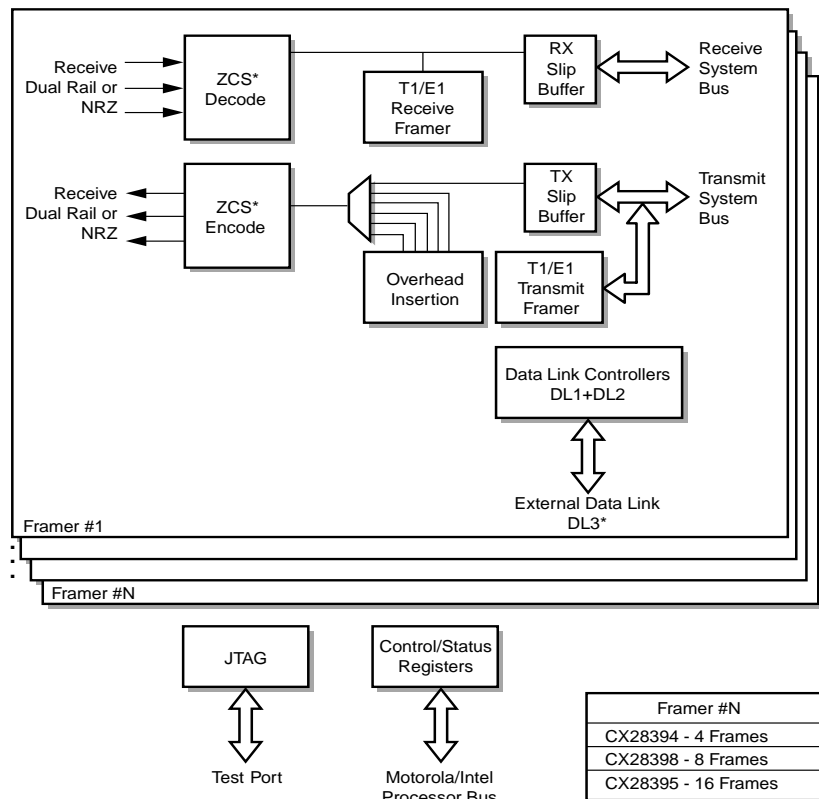 Receive
Dual Rail or
NRZ
ZCS*
Decode
T1/E1
Receive
Framer
RX
Slip
Buffer
Receive
System
Bus
Receive
Dual Rail or
NRZ
ZCS*
Encode
Overhead
Insertion
TX
Slip
Buffer
Transmit
System
Bus
T1/E1
Transmit
Framer
Data Link Controllers
DL1+DL2
External Data Link
DL3*
Framer #1
Framer #N
JTAG
Test Port
Control/Status
Registers
Motorola/Intel
Processor Bus
Framer #N
CX28394 - 4 Frames
CX28398 - 8 Frames
CX28395 - 16 Frames